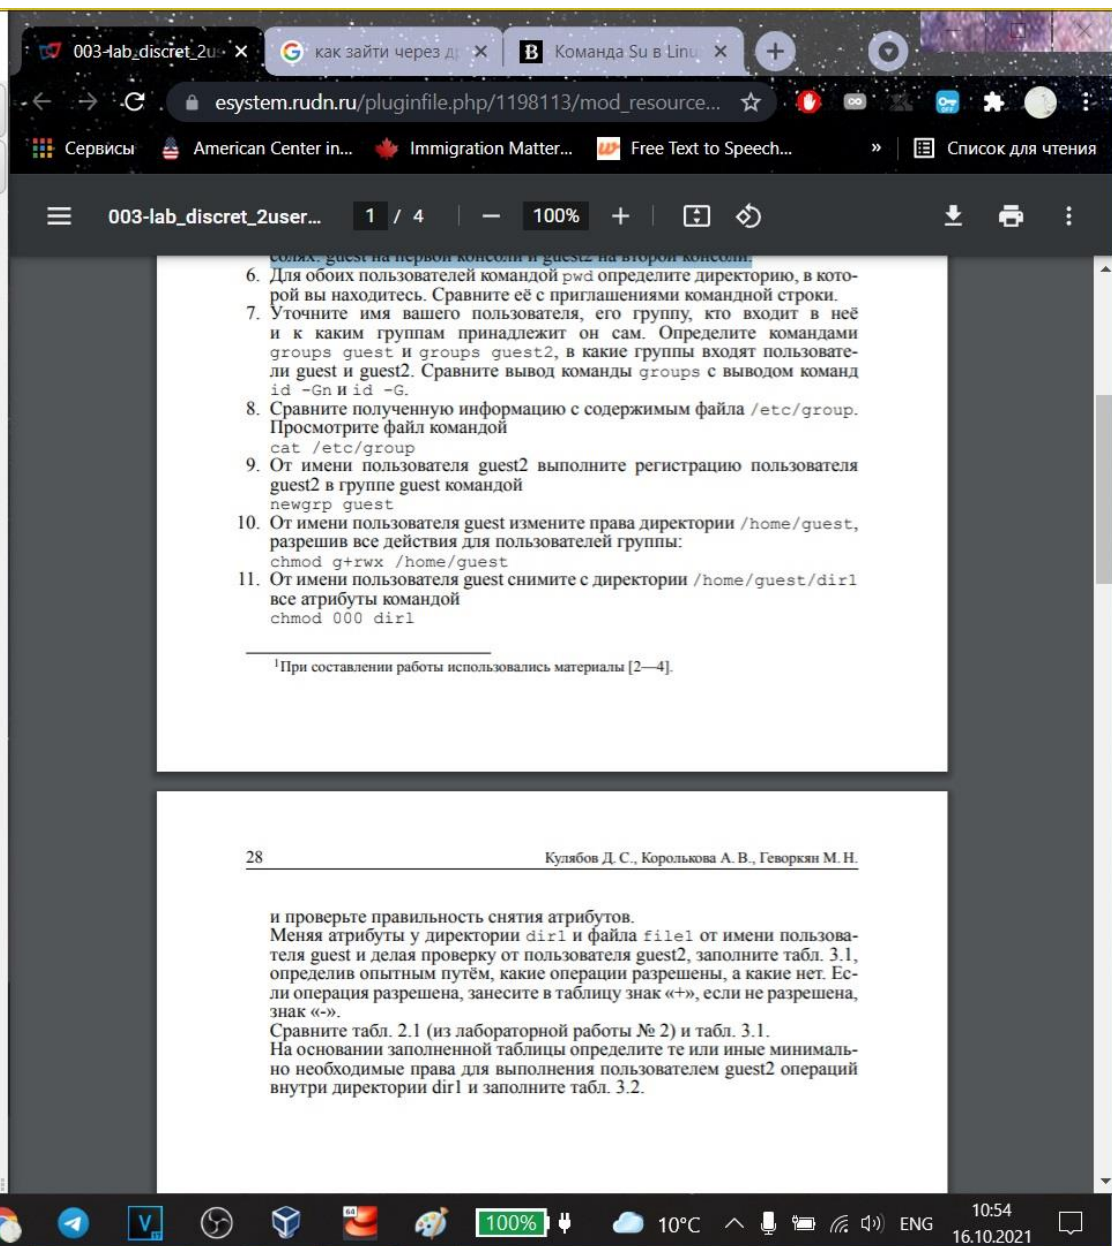 003-lab_discret_2us
как зайти через д
Команда Su в Linu
esystem.rudn.ru/pluginfile.php/1198113/mod_resource...
Сервисы
American Center in...
Immigration Matter...
Free Text to Speech...
»
Список для чтения
003-lab_discret_2user...
1 / 4
100%
солях: guest на первой консоли и guest2 на второй консоли.
6. Для обоих пользователей командой pwd определите директорию, в кото-
рой вы находитесь. Сравните её с приглашениями командной строки.
7. Уточните имя вашего пользователя, его группу, кто входит в неё
и к каким группам принадлежит он сам. Определите командами
groups guest и groups guest2, в какие группы входят пользовате-
ли guest и guest2. Сравните вывод команды groups с выводом команд
id -Gn и id -G.
8. Сравните полученную информацию с содержимым файла /etc/group.
Просмотрите файл командой
cat /etc/group
9. От имени пользователя guest2 выполните регистрацию пользователя
guest2 в группе guest командой
newgrp guest
10. От имени пользователя guest измените права директории /home/guest,
разрешив все действия для пользователей группы:
chmod g+rwx /home/guest
11. От имени пользователя guest снимите с директории /home/guest/dir1
все атрибуты командой
chmod 000 dir1
1При составлении работы использовались материалы [2—4].
28
Кулябов Д. С., Королькова А. В., Геворкян М. Н.
и проверьте правильность снятия атрибутов.
Меняя атрибуты у директории dir1 и файла file1 от имени пользова-
теля guest и делая проверку от пользователя guest2, заполните табл. 3.1,
определив опытным путём, какие операции разрешены, а какие нет. Ес-
ли операция разрешена, занесите в таблицу знак «+», если не разрешена,
знак «-».
Сравните табл. 2.1 (из лабораторной работы № 2) и табл. 3.1.
На основании заполненной таблицы определите те или иные минималь-
но необходимые права для выполнения пользователем guest2 операций
внутри директории dir1 и заполните табл. 3.2.
64
100%
10°C
ENG
10:54
16.10.2021